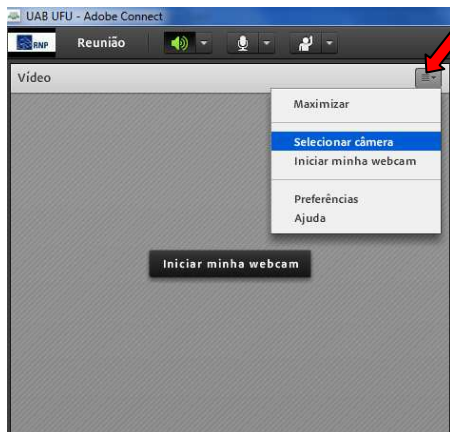 UAB UFU - Adobe Connect
RNP Reunião
Vídeo
Maximizar
Selecionar câmera
Iniciar minha webcam
Preferências
Ajuda
Iniciar minha webcam